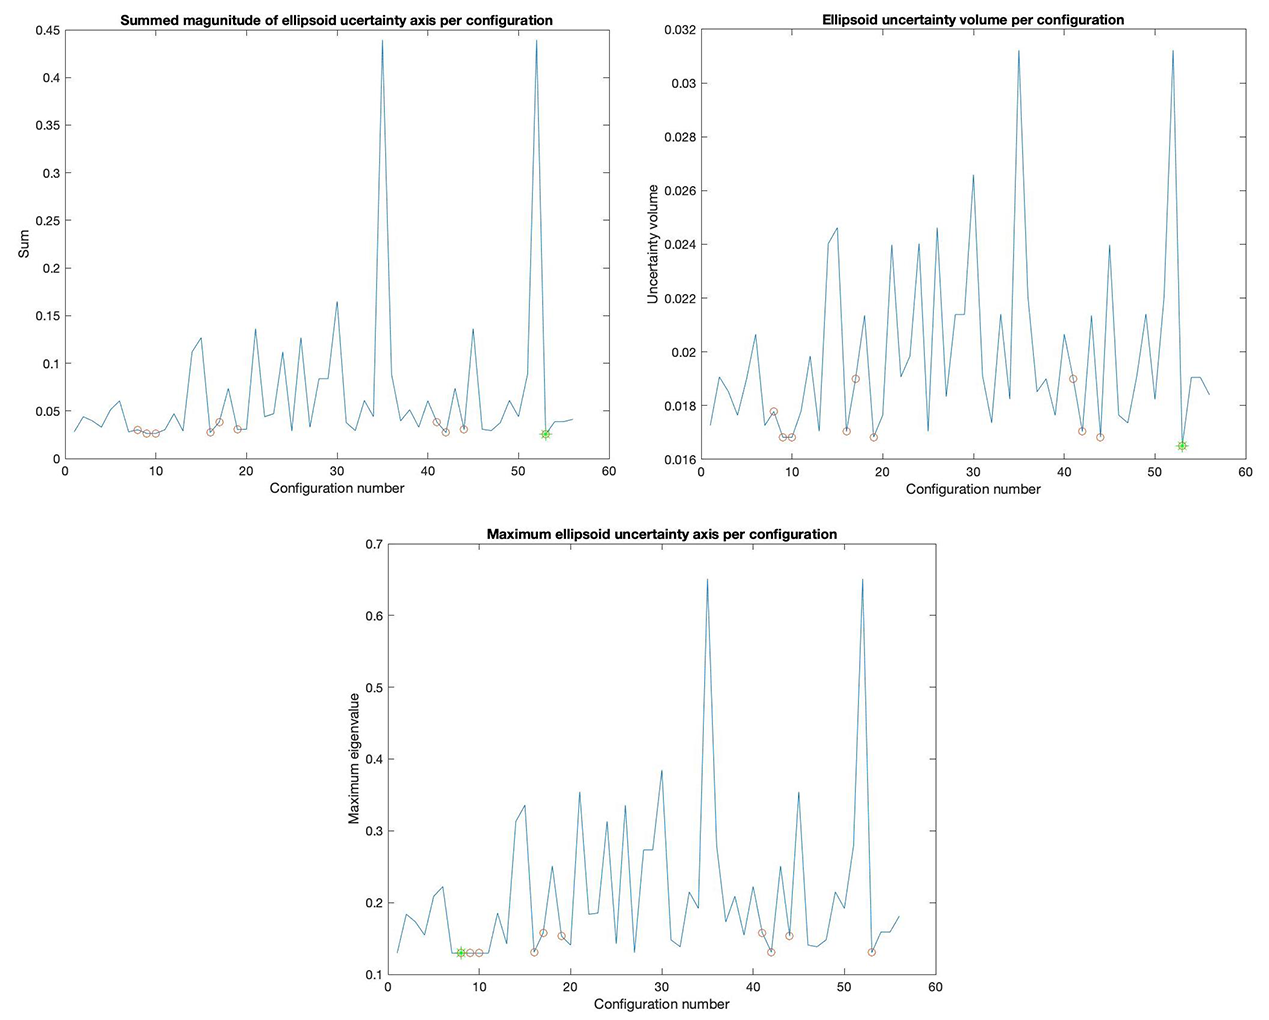 Summed magunitude of ellipsoid ucertainty axis per configuration
0.45
0.4
0.35
0.3
0.25
0.2
0.15
0.1
0.05
0
Sum
0 10 20 30 40 50 60
Configuration number
Ellipsoid uncertainty volume per configuration
0.032
0.03
0.028
0.026
0.024
0.022
0.02
0.018
0.016
Uncertainty volume
0 10 20 30 40 50 60
Configuration number
Maximum ellipsoid uncertainty axis per configuration
0.7
0.6
0.5
0.4
0.3
0.2
0.1
Maximum eigenvalue
0 10 20 30 40 50 60
Configuration number